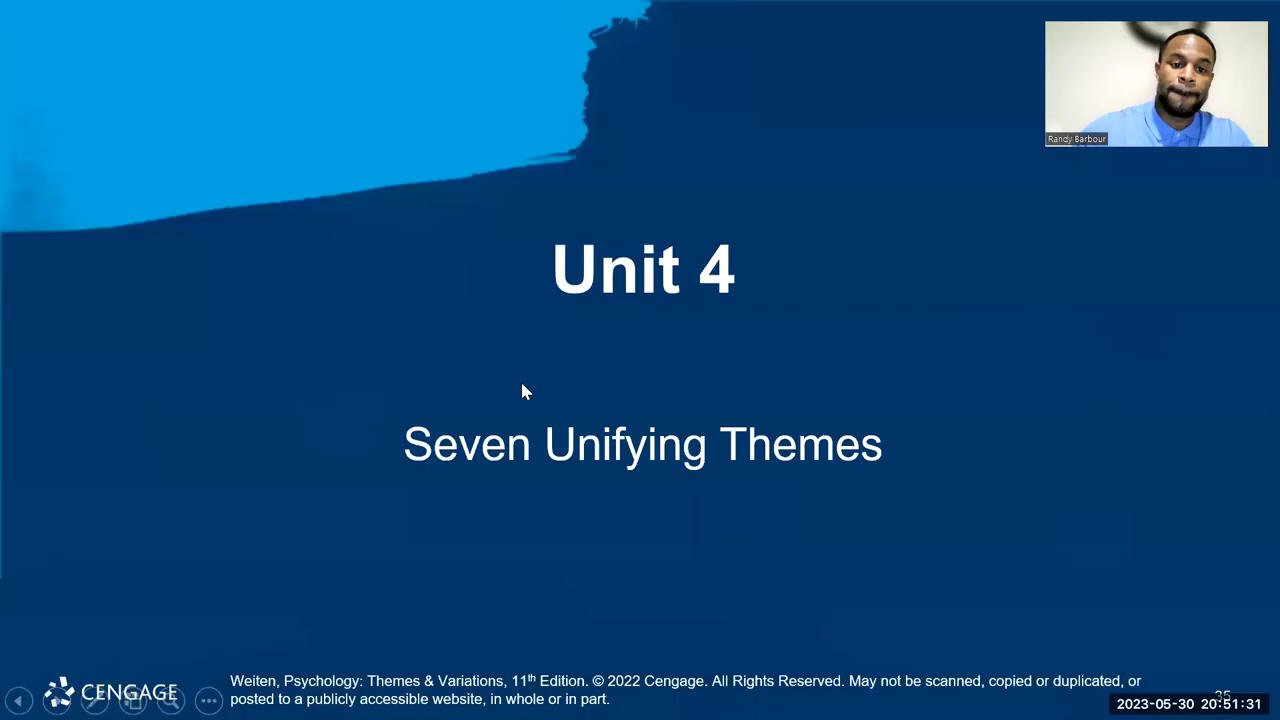 Randy Barbour
Unit 4
Seven Unifying Themes
CENGAGE
Weiten, Psychology: Themes & Variations, 11th Edition. © 2022 Cengage. All Rights Reserved. May not be scanned, copied or duplicated, or
posted to a publicly accessible website, in whole or in part.
35
2023-05-30 20:51:31